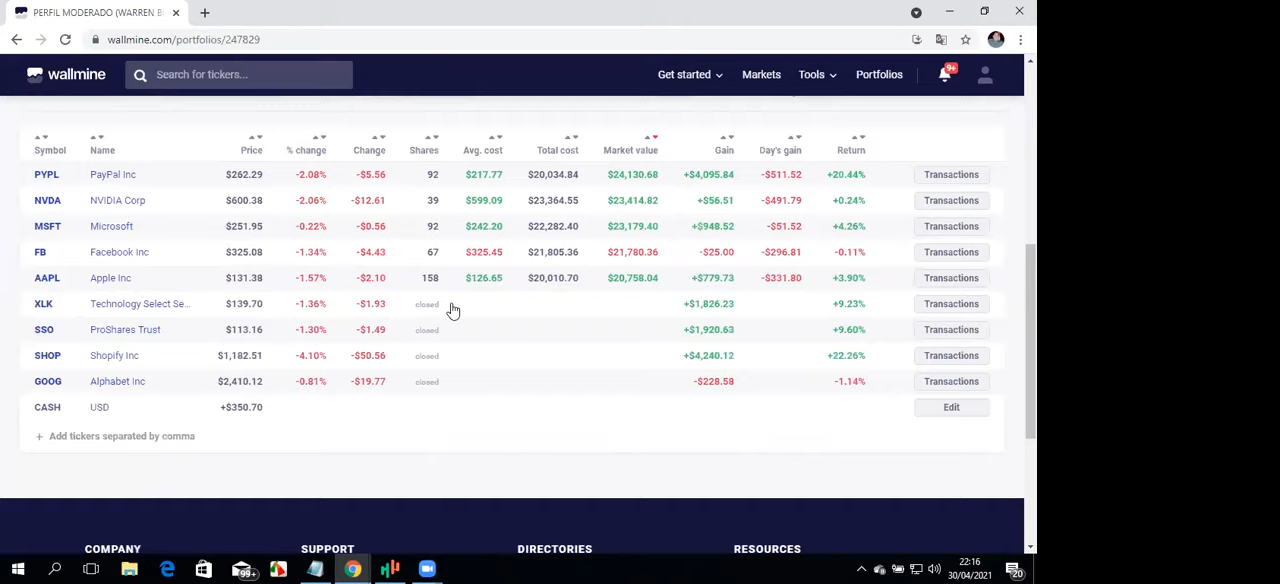 PERFIL MODERADO (WARREN B
wallmine.com/portfolios/247829
wallmine
Search for tickers...
Get started
Markets
Tools
Portfolios
9+
Symbol Name Price % change Change Shares Avg. cost Total cost Market value Gain Day's gain Return
PYPL PayPal Inc $262.29 -2.08% -$5.56 92 $217.77 $20,034.84 $24,130.68 +$4,095.84 -$511.52 +20.44% Transactions
NVDA NVIDIA Corp $600.38 -2.06% -$12.61 39 $599.09 $23,364.55 $23,414.82 +$56.51 -$491.79 +0.24% Transactions
MSFT Microsoft $251.95 -0.22% -$0.56 92 $242.20 $22,282.40 $23,179.40 +$948.52 -$51.52 +4.26% Transactions
FB Facebook Inc $325.08 -1.34% -$4.43 67 $325.45 $21,805.36 $21,780.36 -$25.00 -$296.81 -0.11% Transactions
AAPL Apple Inc $131.38 -1.57% -$2.10 158 $126.65 $20,010.70 $20,758.04 +$779.73 -$331.80 +3.90% Transactions
XLK Technology Select Se... $139.70 -1.36% -$1.93 closed +$1,826.23 +9.23% Transactions
SSO ProShares Trust $113.16 -1.30% -$1.49 closed +$1,920.63 +9.60% Transactions
SHOP Shopify Inc $1,182.51 -4.10% -$50.56 closed +$4,240.12 +22.26% Transactions
GOOG Alphabet Inc $2,410.12 -0.81% -$19.77 closed -$228.58 -1.14% Transactions
CASH USD +$350.70 Edit
+ Add tickers separated by comma
COMPANY SUPPORT DIRECTORIES RESOURCES
99+
22:16
30/04/2021
20